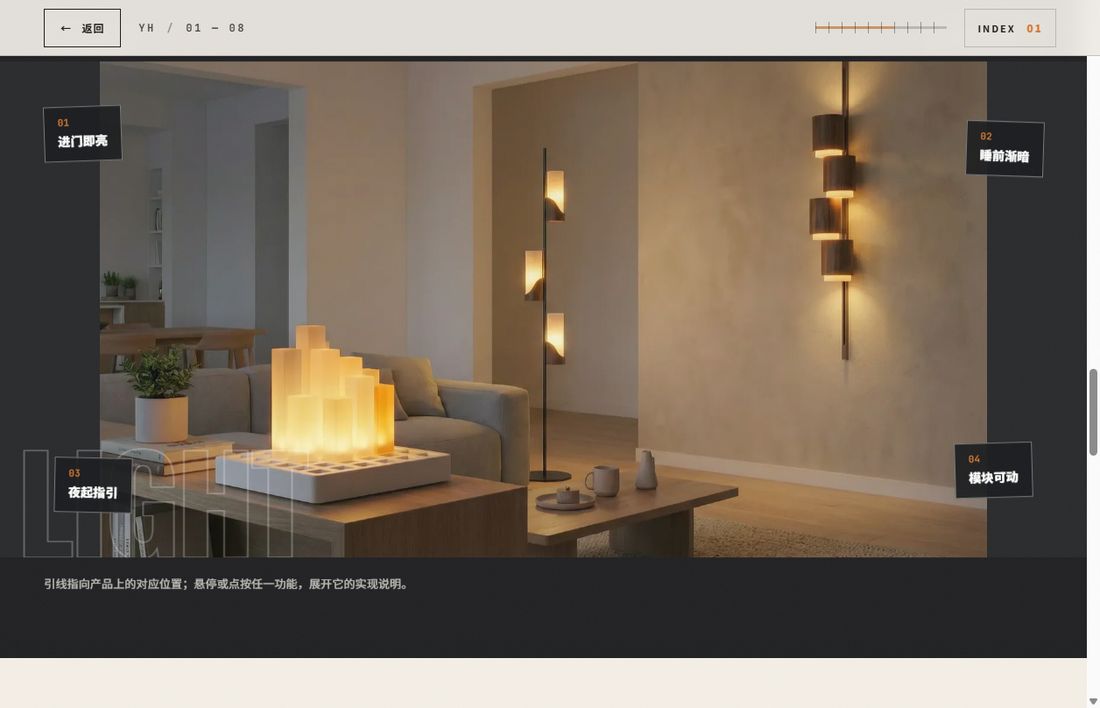 ← 返回
YH / 01 — 08
INDEX 01
01
进门即亮
02
睡前渐暗
03
夜起指引
04
模块可动
LIGHT
引线指向产品上的对应位置；悬停或点按任一功能，展开它的实现说明。